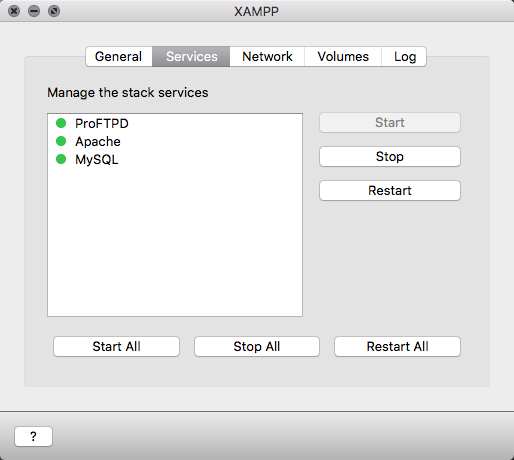 XAMPP
General Services Network Volumes Log
Manage the stack services
ProFTPD
Start
Apache
MySQL
Stop
Restart
Start All Stop All Restart All
?